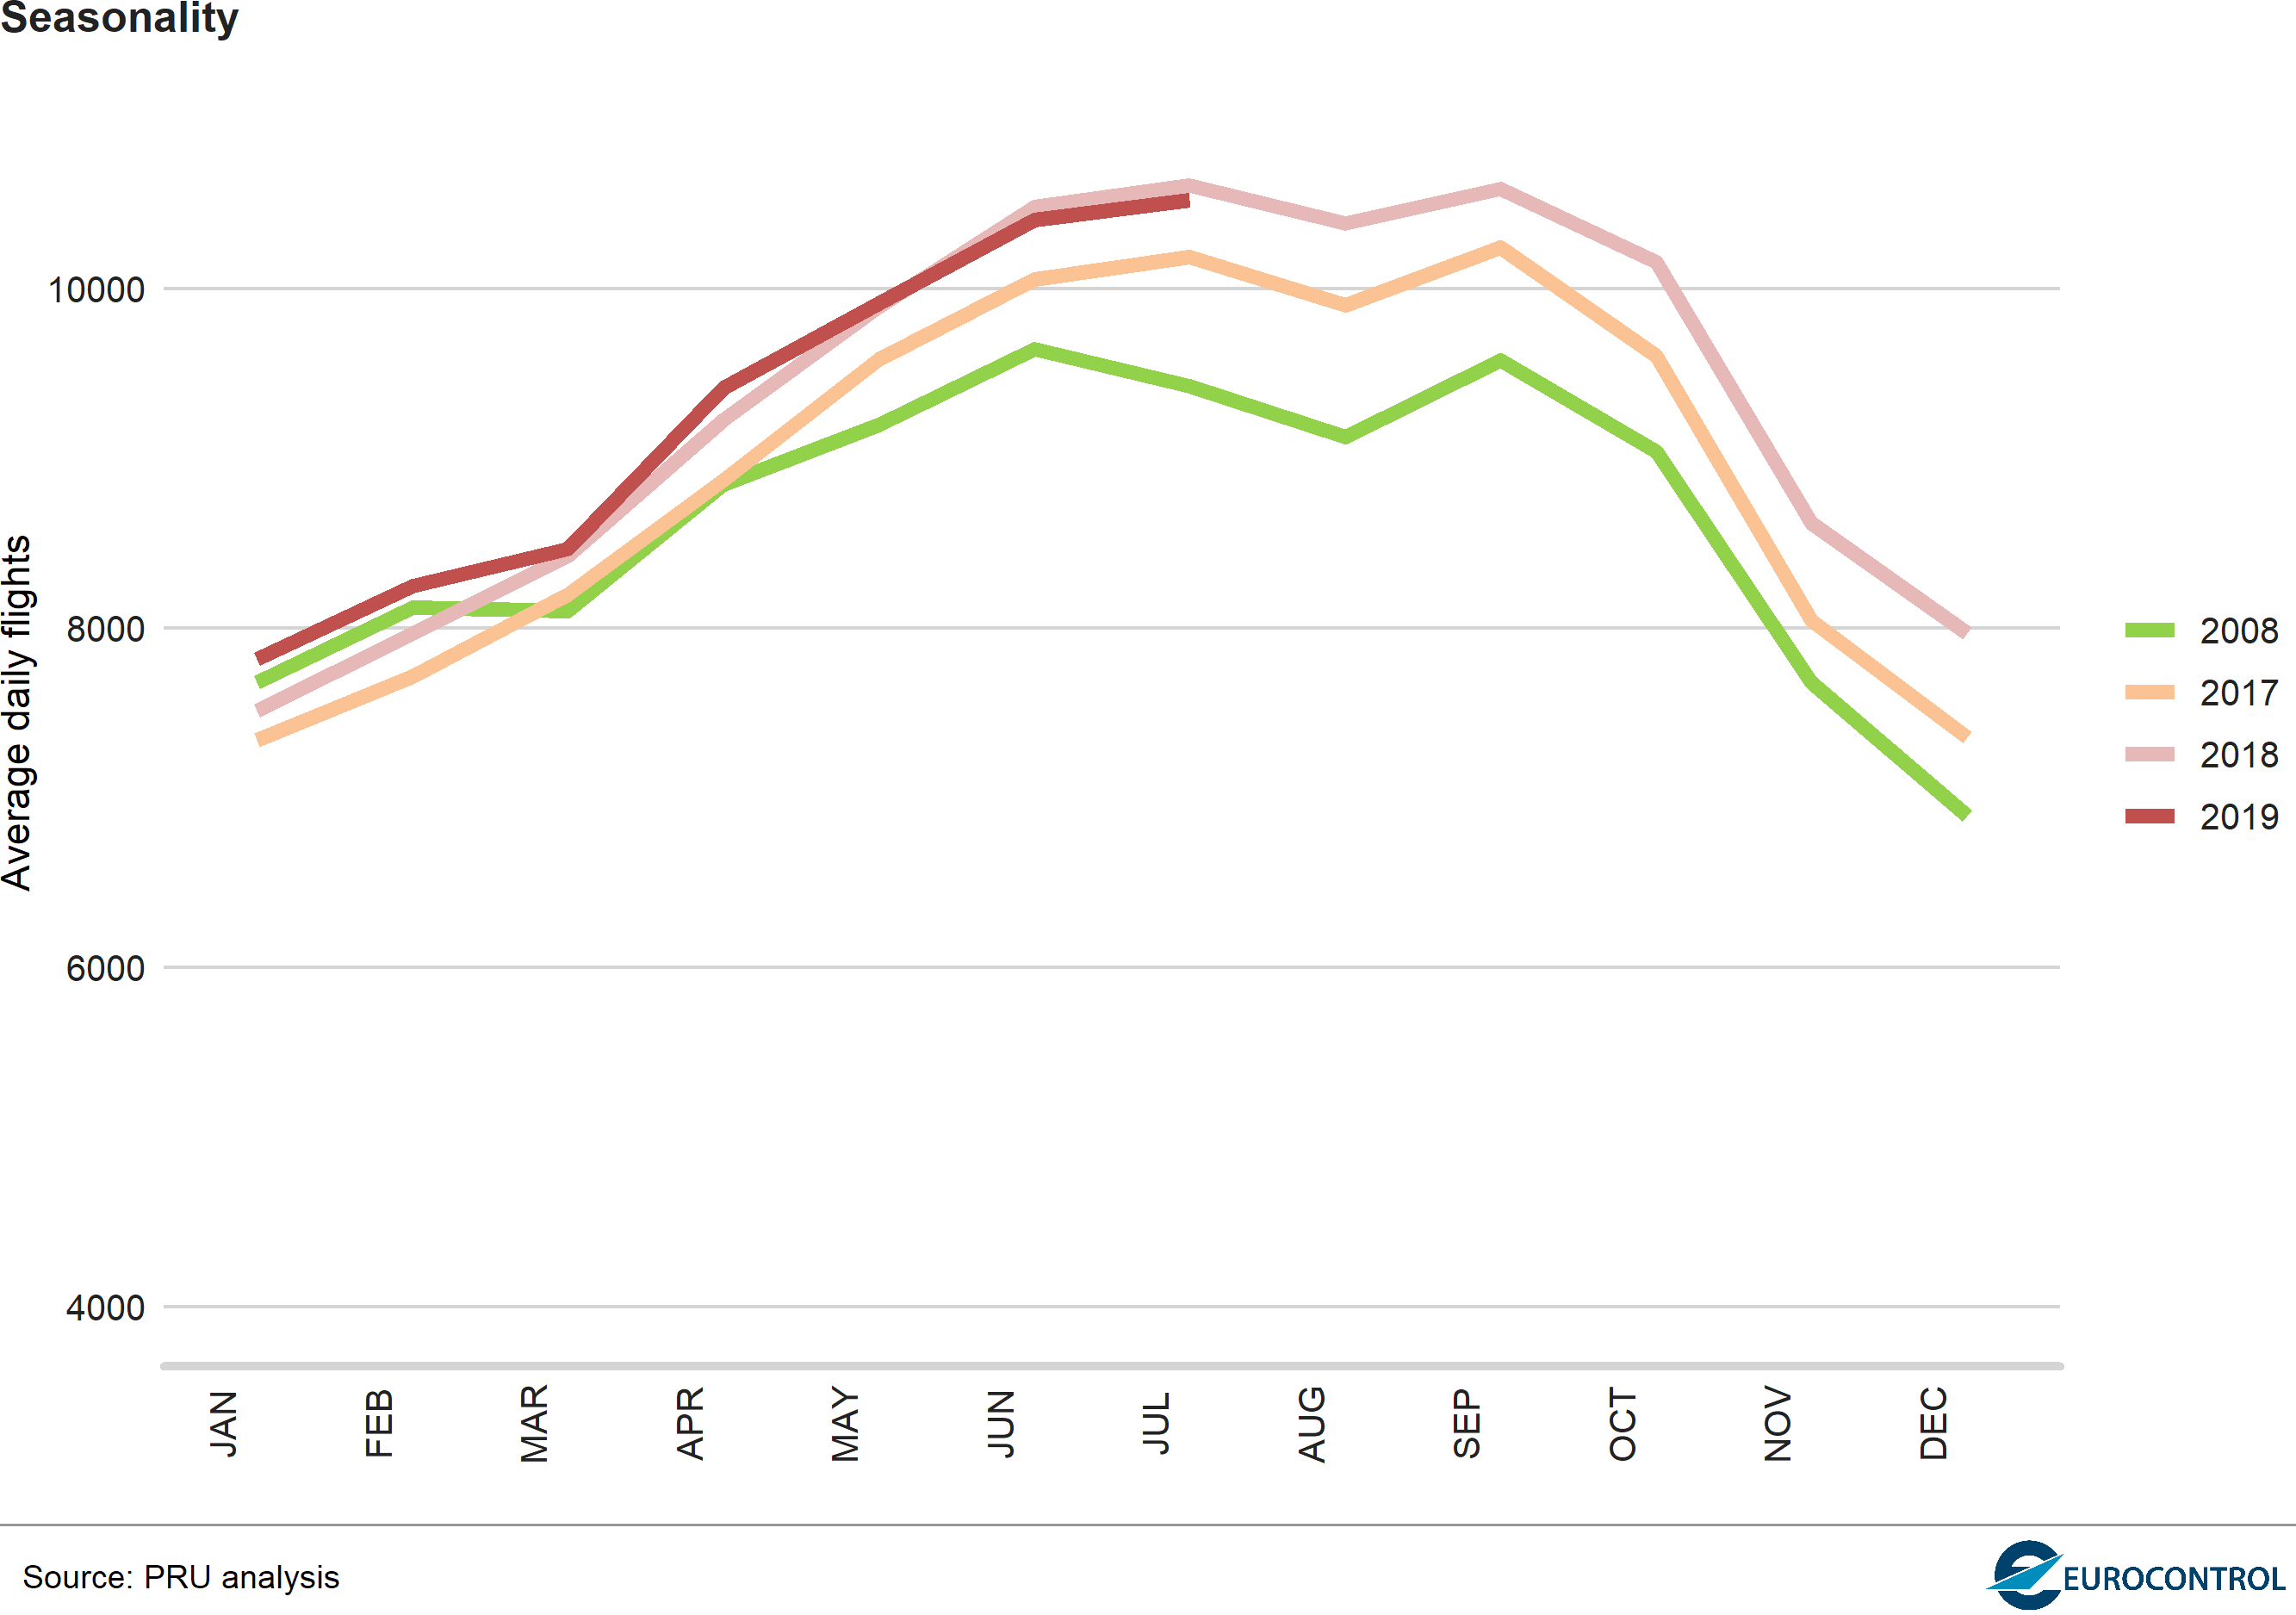 Seasonality
Average daily flights
10000
8000
6000
4000
JAN
FEB
MAR
APR
MAY
JUN
JUL
AUG
SEP
OCT
NOV
DEC
2008
2017
2018
2019
Source: PRU analysis
EUROCONTROL